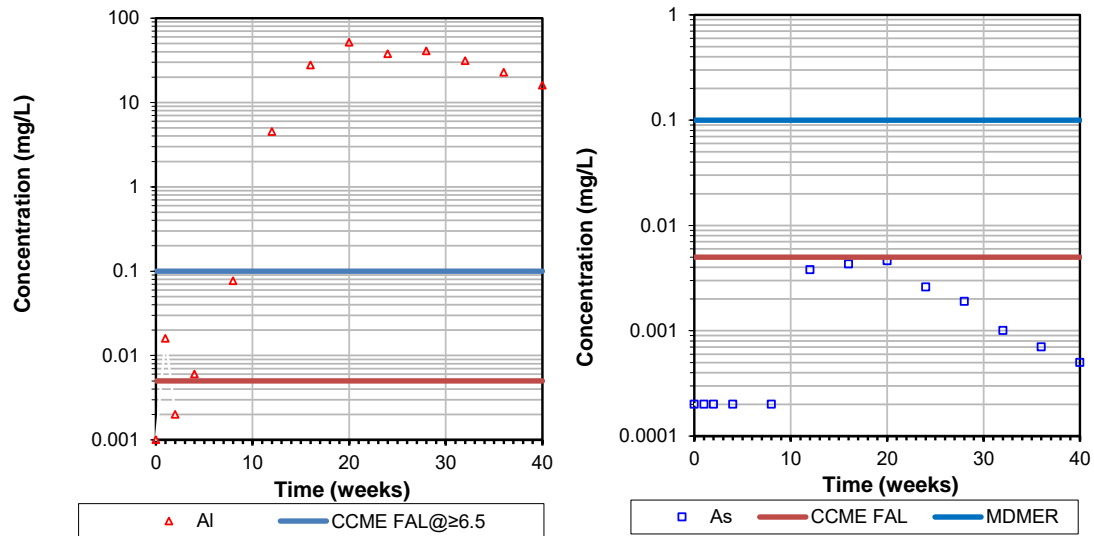 Concentration (mg/L)
100
10
1
0.1
0.01
0.001
0
10
20
30
40
Time (weeks)
Al
CCME FAL@≥6.5
Concentration (mg/L)
1
0.1
0.01
0.001
0.0001
0
10
20
30
40
Time (weeks)
As
CCME FAL
MDMER